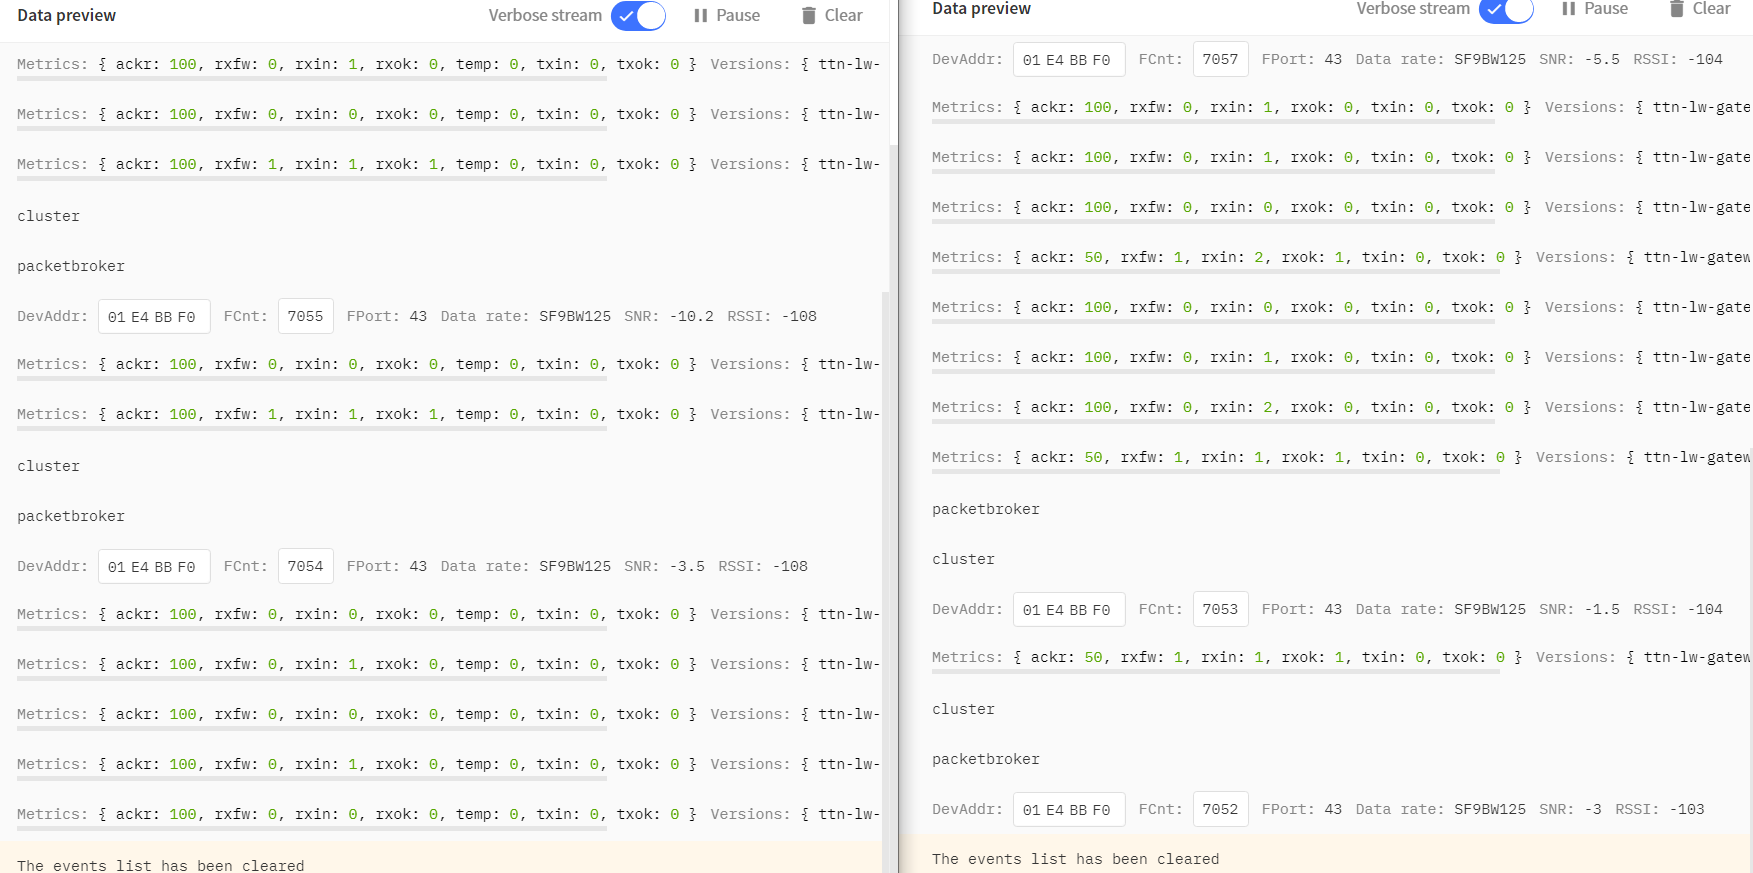 Data preview Verbose stream Pause Clear
Metrics: { ackr: 100, rxfw: 0, rxin: 1, rxok: 0, temp: 0, txin: 0, txok: 0 } Versions: { ttn-lw-
Metrics: { ackr: 100, rxfw: 0, rxin: 0, rxok: 0, temp: 0, txin: 0, txok: 0 } Versions: { ttn-lw-
Metrics: { ackr: 100, rxfw: 1, rxin: 1, rxok: 1, temp: 0, txin: 0, txok: 0 } Versions: { ttn-lw-
cluster
packetbroker
DevAddr: 01 E4 BB F0 FCnt: 7055 FPort: 43 Data rate: SF9BW125 SNR: -10.2 RSSI: -108
Metrics: { ackr: 100, rxfw: 0, rxin: 0, rxok: 0, temp: 0, txin: 0, txok: 0 } Versions: { ttn-lw-
Metrics: { ackr: 100, rxfw: 1, rxin: 1, rxok: 1, temp: 0, txin: 0, txok: 0 } Versions: { ttn-lw-
cluster
packetbroker
DevAddr: 01 E4 BB F0 FCnt: 7054 FPort: 43 Data rate: SF9BW125 SNR: -3.5 RSSI: -108
Metrics: { ackr: 100, rxfw: 0, rxin: 0, rxok: 0, temp: 0, txin: 0, txok: 0 } Versions: { ttn-lw-
Metrics: { ackr: 100, rxfw: 0, rxin: 1, rxok: 0, temp: 0, txin: 0, txok: 0 } Versions: { ttn-lw-
Metrics: { ackr: 100, rxfw: 0, rxin: 0, rxok: 0, temp: 0, txin: 0, txok: 0 } Versions: { ttn-lw-
Metrics: { ackr: 100, rxfw: 0, rxin: 1, rxok: 0, temp: 0, txin: 0, txok: 0 } Versions: { ttn-lw-
Metrics: { ackr: 100, rxfw: 0, rxin: 0, rxok: 0, temp: 0, txin: 0, txok: 0 } Versions: { ttn-lw-
The events list has been cleared
Data preview Verbose stream Pause Clear
DevAddr: 01 E4 BB F0 FCnt: 7057 FPort: 43 Data rate: SF9BW125 SNR: -5.5 RSSI: -104
Metrics: { ackr: 100, rxfw: 0, rxin: 1, rxok: 0, txin: 0, txok: 0 } Versions: { ttn-lw-gate
Metrics: { ackr: 100, rxfw: 0, rxin: 1, rxok: 0, txin: 0, txok: 0 } Versions: { ttn-lw-gate
Metrics: { ackr: 100, rxfw: 0, rxin: 0, rxok: 0, txin: 0, txok: 0 } Versions: { ttn-lw-gate
Metrics: { ackr: 50, rxfw: 1, rxin: 2, rxok: 1, txin: 0, txok: 0 } Versions: { ttn-lw-gatew
Metrics: { ackr: 100, rxfw: 0, rxin: 0, rxok: 0, txin: 0, txok: 0 } Versions: { ttn-lw-gate
Metrics: { ackr: 100, rxfw: 0, rxin: 1, rxok: 0, txin: 0, txok: 0 } Versions: { ttn-lw-gate
Metrics: { ackr: 100, rxfw: 0, rxin: 2, rxok: 0, txin: 0, txok: 0 } Versions: { ttn-lw-gate
Metrics: { ackr: 50, rxfw: 1, rxin: 1, rxok: 1, txin: 0, txok: 0 } Versions: { ttn-lw-gatew
packetbroker
cluster
DevAddr: 01 E4 BB F0 FCnt: 7053 FPort: 43 Data rate: SF9BW125 SNR: -1.5 RSSI: -104
Metrics: { ackr: 50, rxfw: 1, rxin: 1, rxok: 1, txin: 0, txok: 0 } Versions: { ttn-lw-gatew
cluster
packetbroker
DevAddr: 01 E4 BB F0 FCnt: 7052 FPort: 43 Data rate: SF9BW125 SNR: -3 RSSI: -103
The events list has been cleared